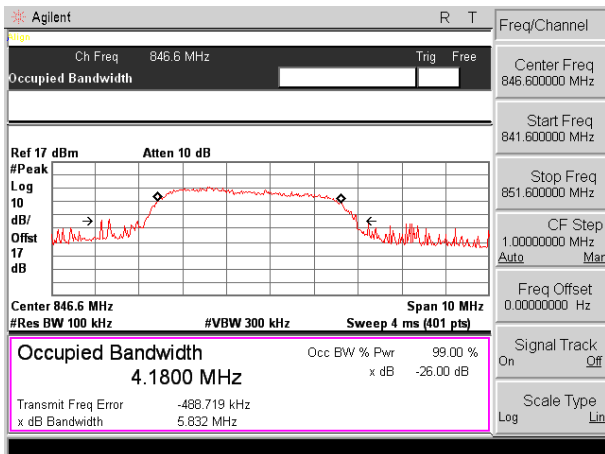 Agilent R T
Align
Ch Freq 846.6 MHz Trig Free
Occupied Bandwidth
Ref 17 dBm Atten 10 dB
#Peak
Log
10
dB/
Offst
17
dB
Center 846.6 MHz Span 10 MHz
#Res BW 100 kHz #VBW 300 kHz Sweep 4 ms (401 pts)
Occupied Bandwidth Occ BW % Pwr 99.00 %
4.1800 MHz x dB -26.00 dB
Transmit Freq Error -488.719 kHz
x dB Bandwidth 5.832 MHz
Freq/Channel
Center Freq
846.600000 MHz
Start Freq
841.600000 MHz
Stop Freq
851.600000 MHz
CF Step
1.00000000 MHz
Auto Man
Freq Offset
0.00000000 Hz
Signal Track
On Off
Scale Type
Log Lin